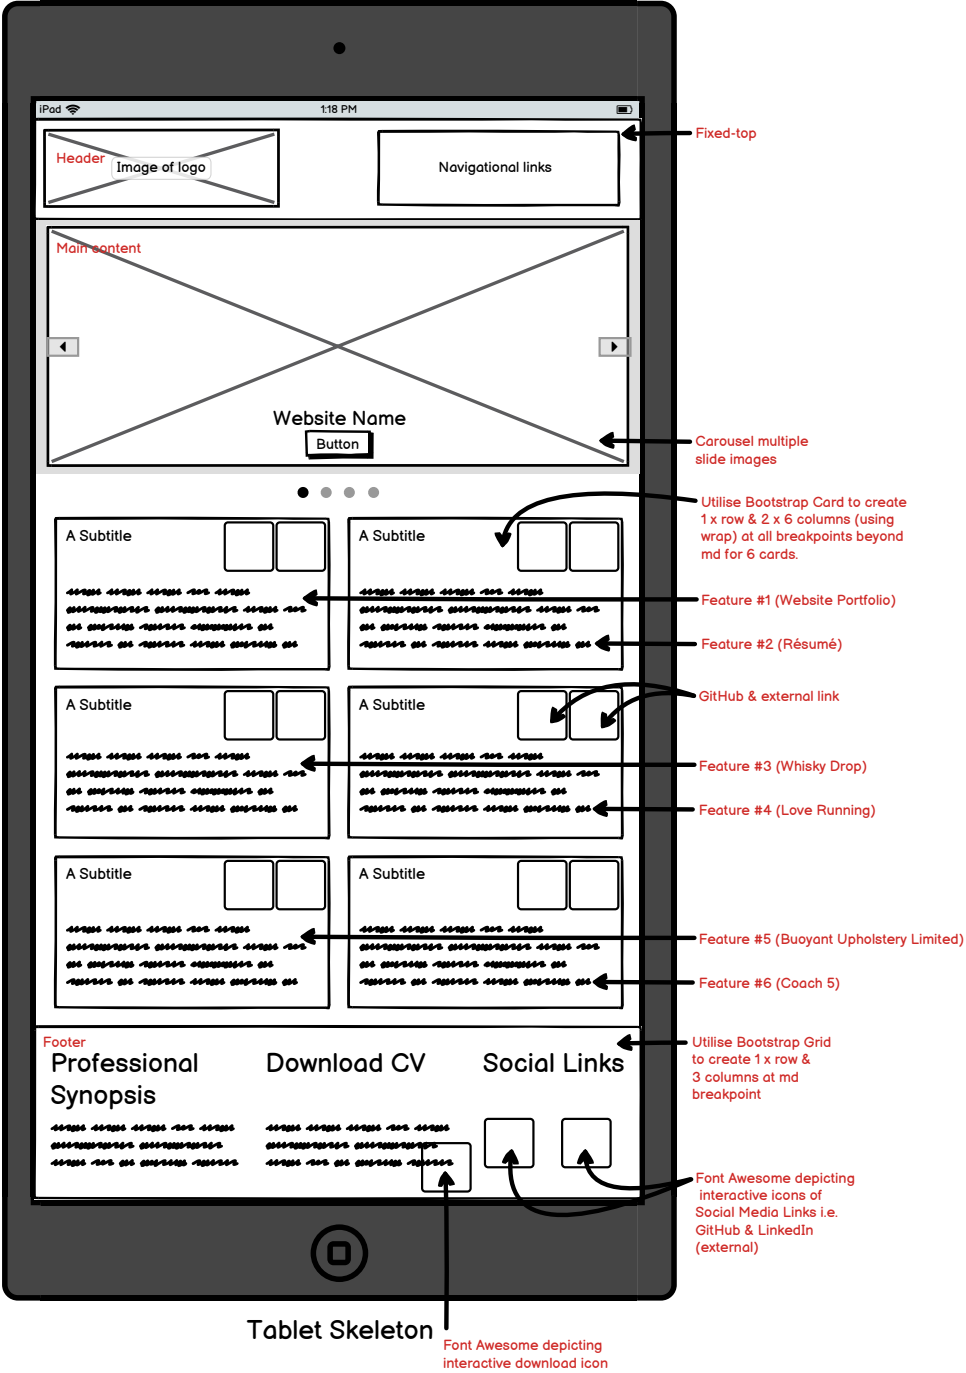 iPad
1:18 PM
Header
Image of logo
Navigational links
Fixed-top
Main content
Website Name
Button
Carousel multiple
slide images
Utilise Bootstrap Card to create
1 x row & 2 x 6 columns (using
wrap) at all breakpoints beyond
md for 6 cards.
A Subtitle
A Subtitle
Feature #1 (Website Portfolio)
Feature #2 (Résumé)
A Subtitle
A Subtitle
GitHub & external link
Feature #3 (Whisky Drop)
Feature #4 (Love Running)
A Subtitle
A Subtitle
Feature #5 (Buoyant Upholstery Limited)
Feature #6 (Coach 5)
Footer
Professional
Synopsis
Download CV
Social Links
Utilise Bootstrap Grid
to create 1 x row &
3 columns at md
breakpoint
Font Awesome depicting
interactive icons of
Social Media Links i.e.
GitHub & LinkedIn
(external)
Tablet Skeleton
Font Awesome depicting
interactive download icon